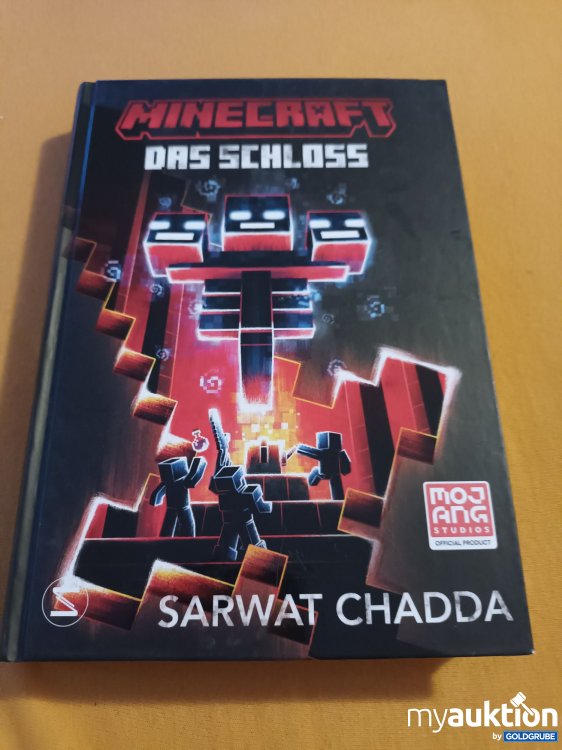 MINECRAFT
DAS SCHLOSS
MOJ
ANG
STUDIOS
OFFICIAL PRODUCT
SARWAT CHADDA
myauktion
by GOLDGRUBE